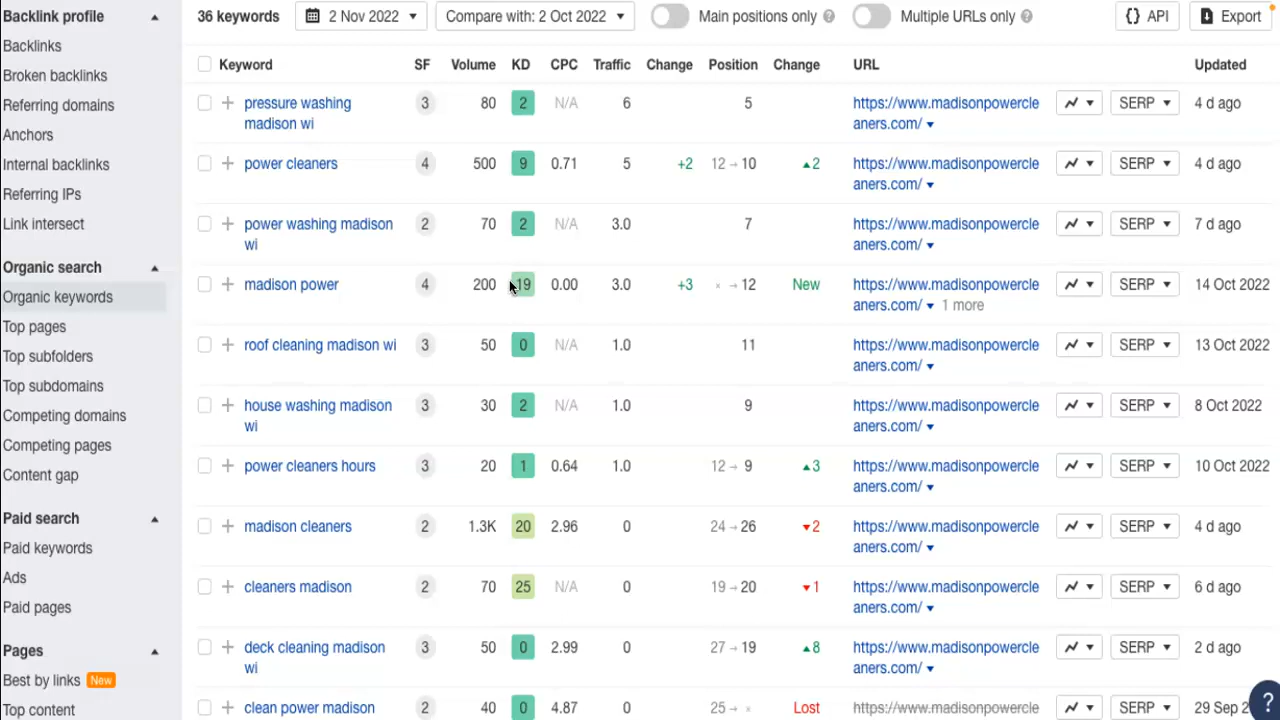 Backlink profile
Backlinks
Broken backlinks
Referring domains
Anchors
Internal backlinks
Referring IPs
Link intersect
Organic search
Organic keywords
Top pages
Top subfolders
Top subdomains
Competing domains
Competing pages
Content gap
Paid search
Paid keywords
Ads
Paid pages
Pages
Best by links New
Top content
36 keywords 2 Nov 2022 Compare with: 2 Oct 2022 Main positions only ? Multiple URLs only ? {} API Export
Keyword SF Volume KD CPC Traffic Change Position Change URL Updated
pressure washing 3 80 2 N/A 6 5 https://www.madisonpowercle SERP 4 d ago
madison wi aners.com/
power cleaners 4 500 9 0.71 5 +2 12 → 10 ▲2 https://www.madisonpowercle SERP 4 d ago
aners.com/
power washing madison 2 70 2 N/A 3.0 7 https://www.madisonpowercle SERP 7 d ago
wi aners.com/
madison power 4 200 19 0.00 3.0 +3 × → 12 New https://www.madisonpowercle SERP 14 Oct 2022
aners.com/ 1 more
roof cleaning madison wi 3 50 0 N/A 1.0 11 https://www.madisonpowercle SERP 13 Oct 2022
aners.com/
house washing madison 3 30 2 N/A 1.0 9 https://www.madisonpowercle SERP 8 Oct 2022
wi aners.com/
power cleaners hours 3 20 1 0.64 1.0 12 → 9 ▲3 https://www.madisonpowercle SERP 10 Oct 2022
aners.com/
madison cleaners 2 1.3K 20 2.96 0 24 → 26 ▼2 https://www.madisonpowercle SERP 4 d ago
aners.com/
cleaners madison 2 70 25 N/A 0 19 → 20 ▼1 https://www.madisonpowercle SERP 6 d ago
aners.com/
deck cleaning madison 3 50 0 2.99 0 27 → 19 ▲8 https://www.madisonpowercle SERP 2 d ago
wi aners.com/
clean power madison 2 40 0 4.87 0 25 → × Lost https://www.madisonpowercle SERP 29 Sep 2
?